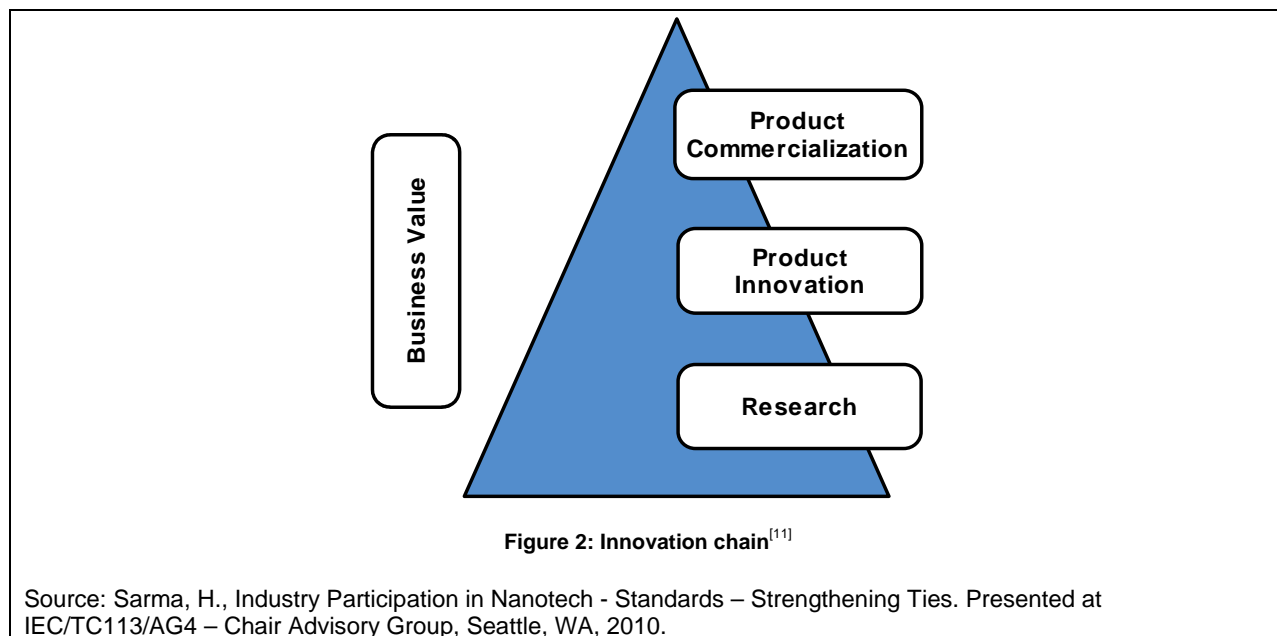 Product
Commercialization
Business Value
Product
Innovation
Research
Figure 2: Innovation chain[11]
Source: Sarma, H., Industry Participation in Nanotech - Standards – Strengthening Ties. Presented at
IEC/TC113/AG4 – Chair Advisory Group, Seattle, WA, 2010.